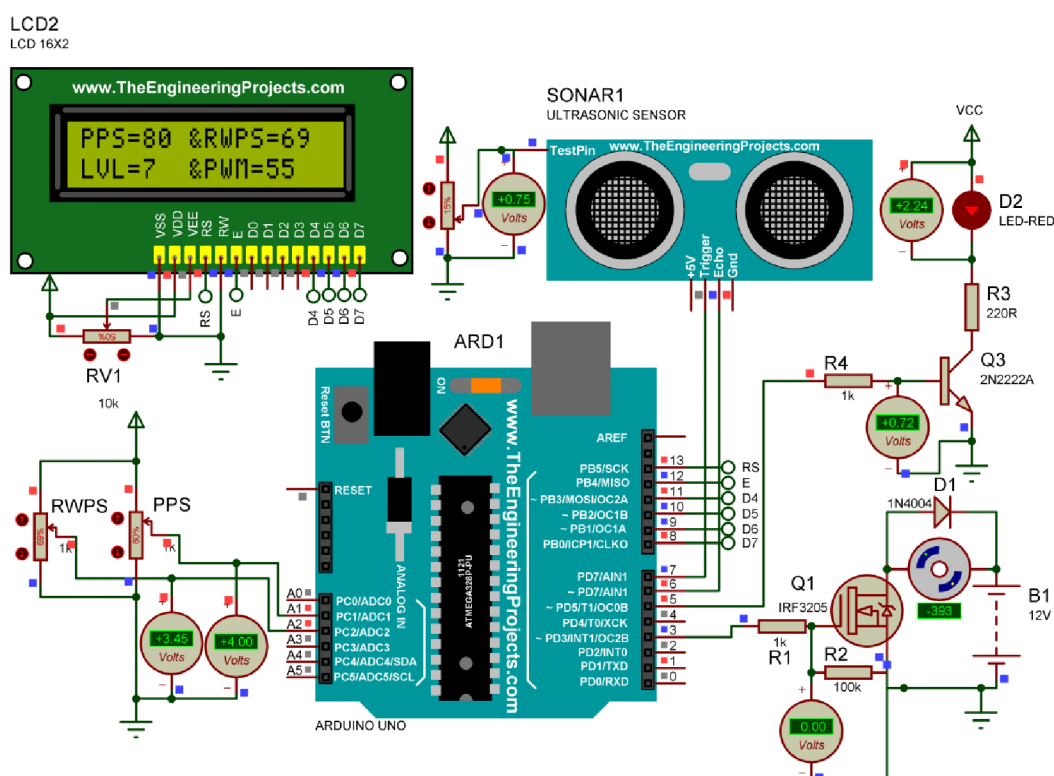 LCD2
LCD 16X2
www.TheEngineeringProjects.com
PPS=80 &RWPS=69
LVL=7 &PWM=55
VSS
VDD
VEE
RS
RW
E
D0
D1
D2
D3
D4
D5
D6
D7
RS
E
D4
D5
D6
D7
50%
RV1
10k
SONAR1
ULTRASONIC SENSOR
TestPin
www.TheEngineeringProjects.com
15%
+0.75
Volts
+5V
Trigger
Echo
Gnd
VCC
+2.24
Volts
D2
LED-RED
R3
220R
Q3
2N2222A
R4
1k
+0.72
Volts
ARD1
ON
Reset BTN
www.TheEngineeringProjects.com
RESET
ANALOG IN
1121
ATMEGA328P-PU
AREF
PB5/SCK 13 RS
PB4/MISO 12 E
~ PB3/MOSI/OC2A 11 D4
~ PB2/OC1B 10 D5
~ PB1/OC1A 9 D6
PB0/ICP1/CLKO 8 D7
PD7/AIN1 7
~ PD7/AIN1 6
~ PD5/T1/OC0B 5
PD4/T0/XCK 4
~ PD3/INT1/OC2B 3
PD2/INT0 2
PD1/TXD 1
PD0/RXD 0
A0 PC0/ADC0
A1 PC1/ADC1
A2 PC2/ADC2
A3 PC3/ADC3
A4 PC4/ADC4/SDA
A5 PC5/ADC5/SCL
ARDUINO UNO
RWPS
69%
1k
PPS
80%
1k
+3.45
Volts
+4.00
Volts
D1
1N4004
Q1
IRF3205
-393
B1
12V
1k
R1
R2
100k
0.00
Volts